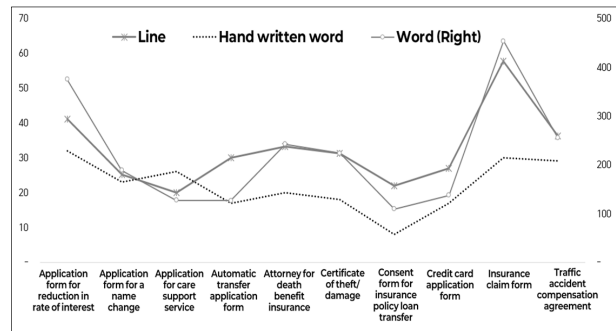 70
60
50
40
30
20
10
-
Line
Hand written word
Word (Right)
500
400
300
200
100
-
Application
form for
reduction in
rate of interest
Application
form for a
name
change
Application
for care
support
service
Automatic
transfer
application
form
Attorney for
death
benefit
insurance
Certificate
of theft/
damage
Consent
form for
insurance
policy loan
transfer
Credit card
application
form
Insurance
claim form
Traffic
accident
compensation
agreement